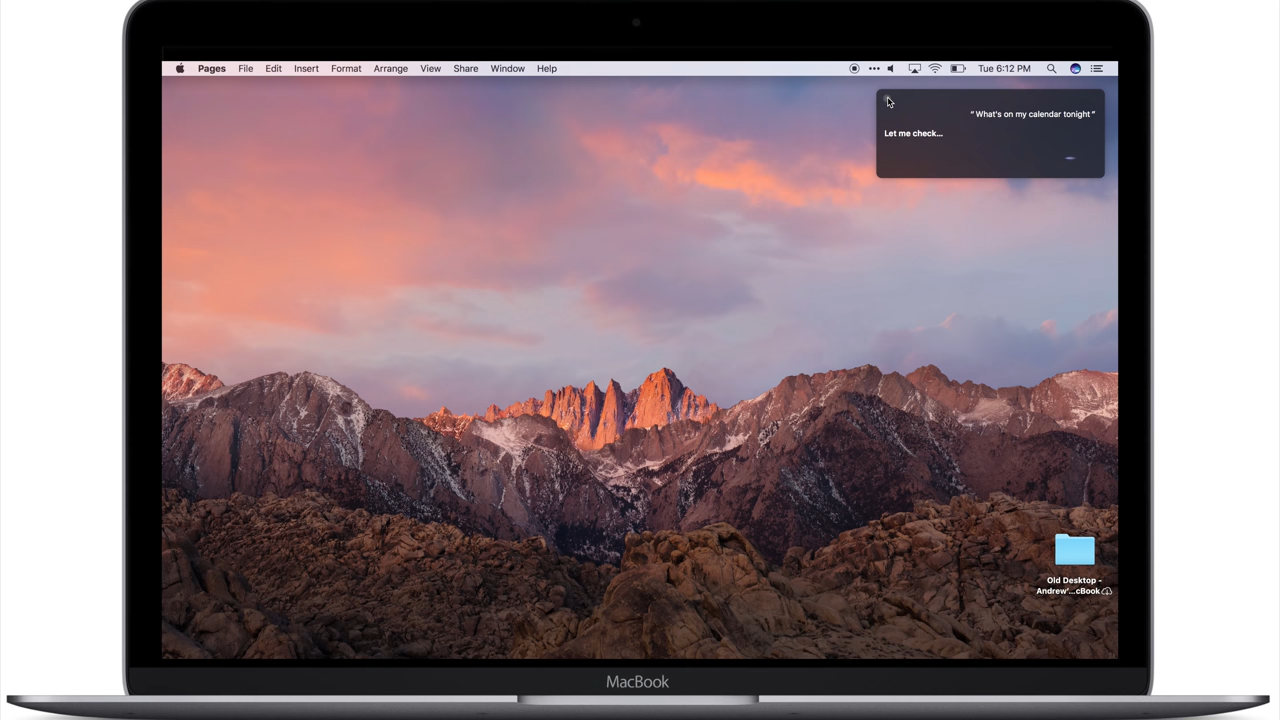 Pages File Edit Insert Format Arrange View Share Window Help Tue 6:12 PM
“What's on my calendar tonight”
Let me check...
Old Desktop -
Andrew'...cBook
MacBook